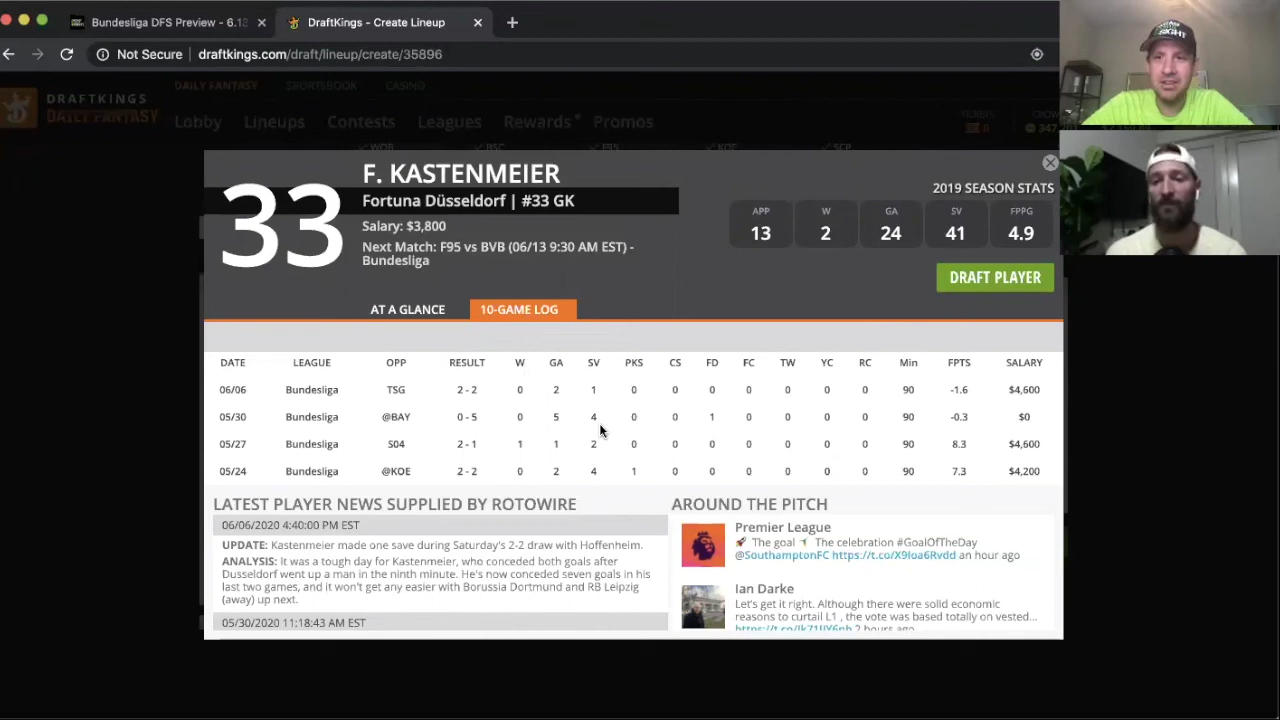 Bundesliga DFS Preview - 6.13
DraftKings - Create Lineup
Not Secure
draftkings.com/draft/lineup/create/35896
DRAFTKINGS
DAILY FANTASY
DAILY FANTASY SPORTSBOOK CASINO
Lobby Lineups Contests Leagues Rewards Promos
33
F. KASTENMEIER
Fortuna Düsseldorf | #33 GK
Salary: $3,800
Next Match: F95 vs BVB (06/13 9:30 AM EST) -
Bundesliga
2019 SEASON STATS
APP W GA SV FPPG
13 2 24 41 4.9
DRAFT PLAYER
AT A GLANCE 10-GAME LOG
DATE LEAGUE OPP RESULT W GA SV PKS CS FD FC TW YC RC Min FPTS SALARY
06/06 Bundesliga TSG 2 - 2 0 2 1 0 0 0 0 0 0 0 90 -1.6 $4,600
05/30 Bundesliga @BAY 0 - 5 0 5 4 0 0 1 0 0 0 0 90 -0.3 $0
05/27 Bundesliga S04 2 - 1 1 1 2 0 0 0 0 0 0 0 90 8.3 $4,600
05/24 Bundesliga @KOE 2 - 2 0 2 4 1 0 0 0 0 0 0 90 7.3 $4,200
LATEST PLAYER NEWS SUPPLIED BY ROTOWIRE
06/06/2020 4:40:00 PM EST
UPDATE: Kastenmeier made one save during Saturday's 2-2 draw with Hoffenheim.
ANALYSIS: It was a tough day for Kastenmeier, who conceded both goals after
Dusseldorf went up a man in the ninth minute. He's now conceded seven goals in his
last two games, and it won't get any easier with Borussia Dortmund and RB Leipzig
(away) up next.
05/30/2020 11:18:43 AM EST
AROUND THE PITCH
Premier League
🚀 The goal The celebration #GoalOfTheDay
@SouthamptonFC https://t.co/X9Ioa6Rvdd an hour ago
Ian Darke
Let's get it right. Although there were solid economic
reasons to curtail L1 , the vote was based totally on vested...
2 hours ago